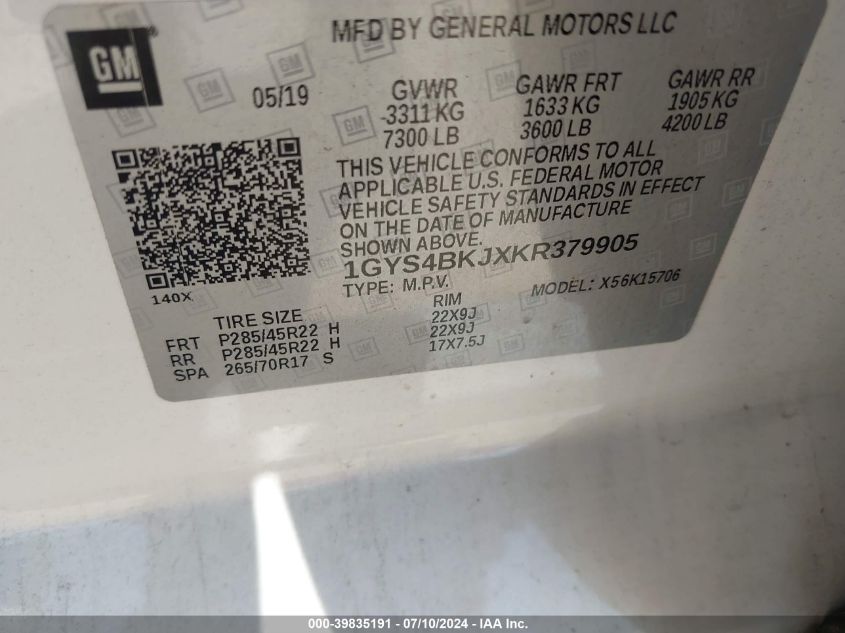 GM
MFD BY GENERAL MOTORS LLC
05/19
GVWR GAWR FRT GAWR RR
3311 KG 1633 KG 1905 KG
7300 LB 3600 LB 4200 LB
THIS VEHICLE CONFORMS TO ALL
APPLICABLE U.S. FEDERAL MOTOR
VEHICLE SAFETY STANDARDS IN EFFECT
ON THE DATE OF MANUFACTURE
SHOWN ABOVE.
1GYS4BKJXKR379905
TYPE: M.P.V. MODEL: X56K15706
140X
TIRE SIZE RIM
FRT P285/45R22 H 22X9J
RR P285/45R22 H 22X9J
SPA 265/70R17 S 17X7.5J
000-39835191 - 07/10/2024 - IAA Inc.